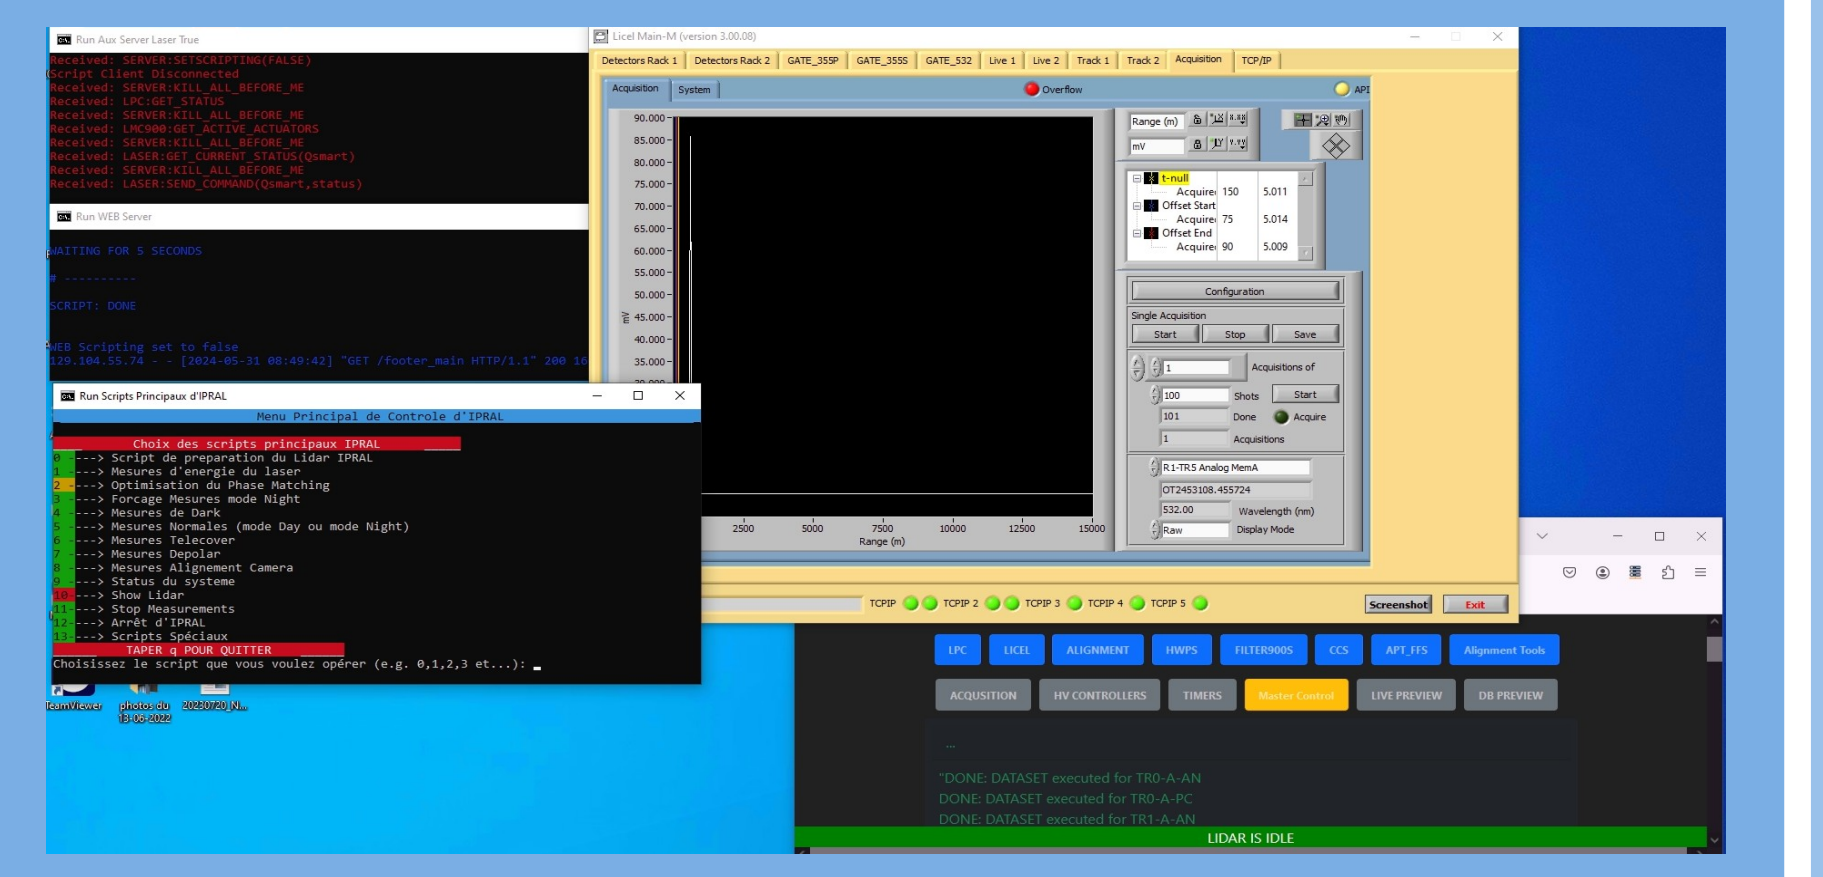 Run Aux Server Laser True
Received: SERVER:SETSCRIPTING(FALSE)
Script Client Disconnected
Received: SERVER:KILL_ALL_BEFORE_ME
Received: LPC:GET_STATUS
Received: SERVER:KILL_ALL_BEFORE_ME
Received: LMC900:GET_ACTIVE_ACTUATORS
Received: SERVER:KILL_ALL_BEFORE_ME
Received: LASER:GET_CURRENT_STATUS(Qsmart)
Received: SERVER:KILL_ALL_BEFORE_ME
Received: LASER:SEND_COMMAND(Qsmart,status)
Run WEB Server
WAITING FOR 5 SECONDS
# ----------
SCRIPT: DONE
WEB Scripting set to false
129.104.55.74 - - [2024-05-31 08:49:42] "GET /footer_main HTTP/1.1" 200 16
Run Scripts Principaux d'IPRAL
Menu Principal de Controle d'IPRAL
Choix des scripts principaux IPRAL
0 ----> Script de preparation du Lidar IPRAL
1 ----> Mesures d'energie du laser
2 ----> Optimisation du Phase Matching
3 ----> Forcage Mesures mode Night
4 ----> Mesures de Dark
5 ----> Mesures Normales (mode Day ou mode Night)
6 ----> Mesures Telecover
7 ----> Mesures Depolar
8 ----> Mesures Alignement Camera
9 ----> Status du systeme
10----> Show Lidar
11----> Stop Measurements
12----> Arrêt d'IPRAL
13----> Scripts Spéciaux
TAPER q POUR QUITTER
Choisissez le script que vous voulez opérer (e.g. 0,1,2,3 et...):
TeamViewer photos du 13-06-2022 20230720_N...
Licel Main-M (version 3.00.08)
Detectors Rack 1 Detectors Rack 2 GATE_355P GATE_355S GATE_532 Live 1 Live 2 Track 1 Track 2 Acquisition TCP/IP
Acquisition System Overflow API
90.000
85.000
80.000
75.000
70.000
65.000
60.000
55.000
50.000
45.000
40.000
35.000
mV
2500 5000 7500 10000 12500 15000
Range (m)
Range (m)
mV
t-null
Acquire 150 5.011
Offset Start
Acquire 75 5.014
Offset End
Acquire 90 5.009
Configuration
Single Acquisition
Start Stop Save
1 Acquisitions of
100 Shots Start
101 Done Acquire
1 Acquisitions
R1-TR5 Analog MemA
OT2453108.455724
532.00 Wavelength (nm)
Raw Display Mode
TCPIP TCPIP 2 TCPIP 3 TCPIP 4 TCPIP 5 Screenshot Exit
LPC LICEL ALIGNMENT HWPS FILTER900S CCS APT_FFS Alignment Tools
ACQUSITION HV CONTROLLERS TIMERS Master Control LIVE PREVIEW DB PREVIEW
...
"DONE: DATASET executed for TR0-A-AN
DONE: DATASET executed for TR0-A-PC
DONE: DATASET executed for TR1-A-AN
LIDAR IS IDLE